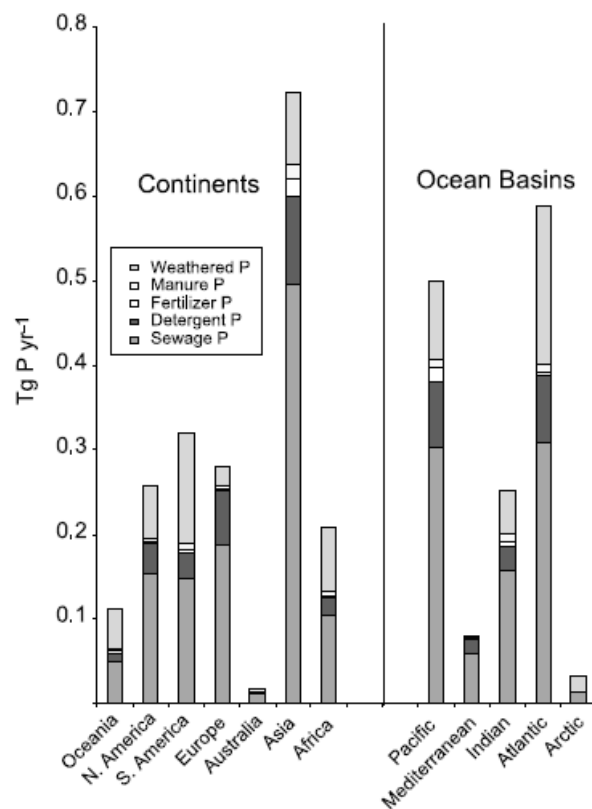 0,8
0,7
0,6
0,5
0,4
0,3
0,2
0,1
Tg P yr⁻¹
Continents
Ocean Basins
Weathered P
Manure P
Fertilizer P
Detergent P
Sewage P
Oceania
N. America
S. America
Europe
Australia
Asia
Africa
Pacific
Mediterranean
Indian
Atlantic
Arctic